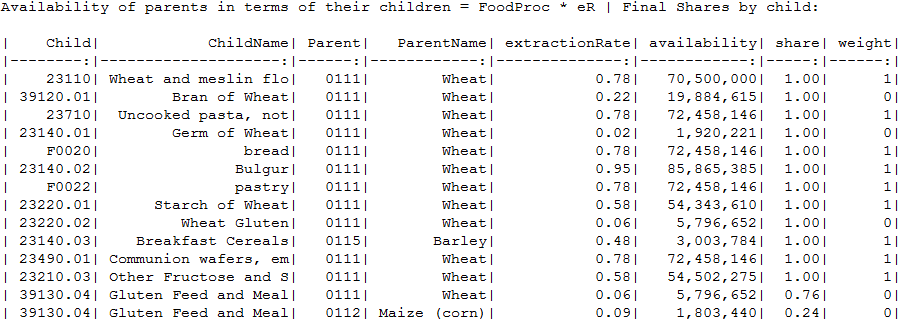 Availability of parents in terms of their children = FoodProc * eR | Final Shares by child:
| Child| ChildName| Parent| ParentName| extractionRate| availability| share| weight|
|--------:|--------------------:|------:|------------:|--------------:|------------:|-----:|------:|
| 23110| Wheat and meslin flo| 0111| Wheat| 0.78| 70,500,000| 1.00| 1|
| 39120.01| Bran of Wheat| 0111| Wheat| 0.22| 19,884,615| 1.00| 0|
| 23710| Uncooked pasta, not| 0111| Wheat| 0.78| 72,458,146| 1.00| 1|
| 23140.01| Germ of Wheat| 0111| Wheat| 0.02| 1,920,221| 1.00| 0|
| F0020| bread| 0111| Wheat| 0.78| 72,458,146| 1.00| 1|
| 23140.02| Bulgur| 0111| Wheat| 0.95| 85,865,385| 1.00| 1|
| F0022| pastry| 0111| Wheat| 0.78| 72,458,146| 1.00| 1|
| 23220.01| Starch of Wheat| 0111| Wheat| 0.58| 54,343,610| 1.00| 1|
| 23220.02| Wheat Gluten| 0111| Wheat| 0.06| 5,796,652| 1.00| 0|
| 23140.03| Breakfast Cereals| 0115| Barley| 0.48| 3,003,784| 1.00| 1|
| 23490.01| Communion wafers, em| 0111| Wheat| 0.78| 72,458,146| 1.00| 1|
| 23210.03| Other Fructose and S| 0111| Wheat| 0.58| 54,502,275| 1.00| 1|
| 39130.04| Gluten Feed and Meal| 0111| Wheat| 0.06| 5,796,652| 0.76| 0|
| 39130.04| Gluten Feed and Meal| 0112| Maize (corn)| 0.09| 1,803,440| 0.24| 0|